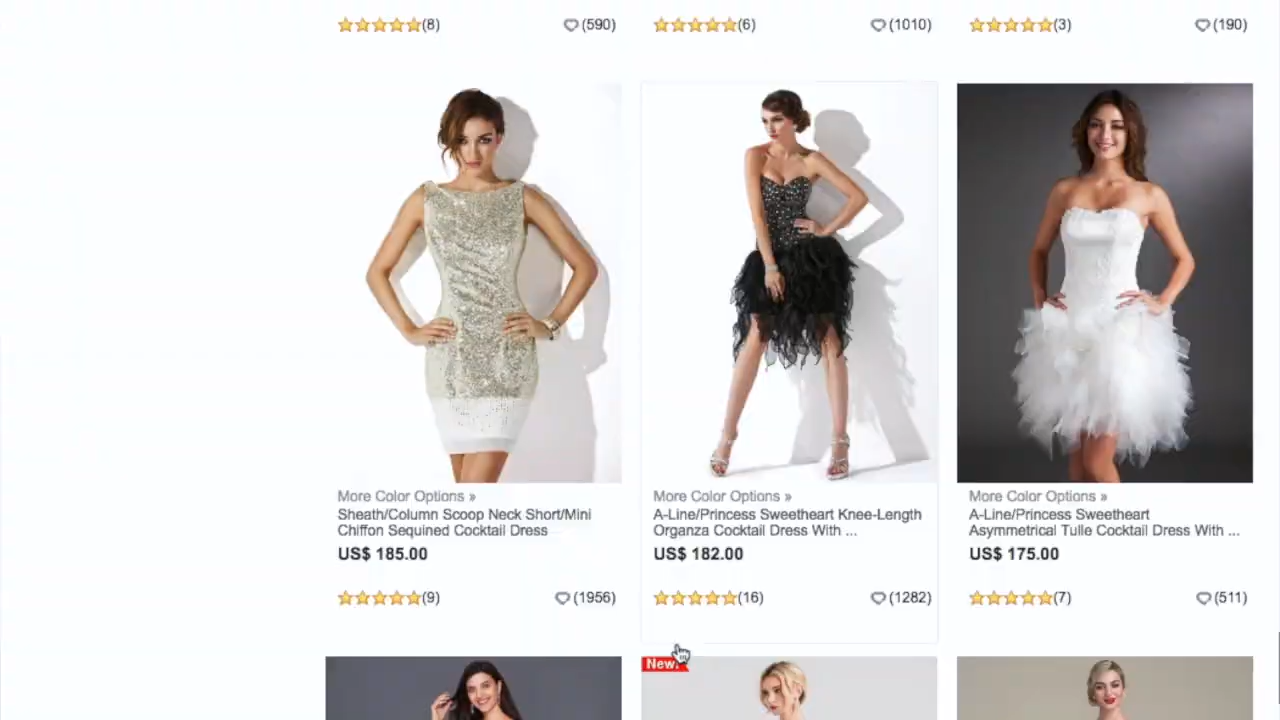 (8) (590) (6) (1010) (3) (190)
More Color Options »
Sheath/Column Scoop Neck Short/Mini
Chiffon Sequined Cocktail Dress
US$ 185.00
(9) (1956)
More Color Options »
A-Line/Princess Sweetheart Knee-Length
Organza Cocktail Dress With ...
US$ 182.00
(16) (1282)
More Color Options »
A-Line/Princess Sweetheart
Asymmetrical Tulle Cocktail Dress With ...
US$ 175.00
(7) (511)
New!